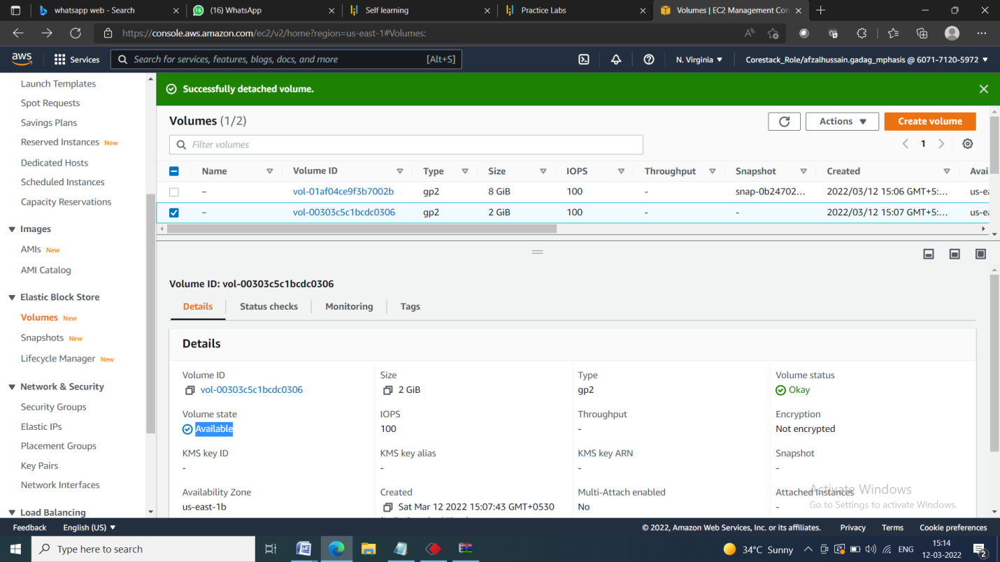 whatsapp web - Search
(16) WhatsApp
Self learning
Practice Labs
Volumes | EC2 Management Con
https://console.aws.amazon.com/ec2/v2/home?region=us-east-1#Volumes:
aws
Services
Search for services, features, blogs, docs, and more
[Alt+S]
N. Virginia
Corestack_Role/afzalhussain.gadag_mphasis @ 6071-7120-5972
Launch Templates
Spot Requests
Savings Plans
Reserved Instances New
Dedicated Hosts
Scheduled Instances
Capacity Reservations
Images
AMIs New
AMI Catalog
Elastic Block Store
Volumes New
Snapshots New
Lifecycle Manager New
Network & Security
Security Groups
Elastic IPs
Placement Groups
Key Pairs
Network Interfaces
Load Balancing
Successfully detached volume.
Volumes (1/2)
Actions
Create volume
Filter volumes
1
Name Volume ID Type Size IOPS Throughput Snapshot Created Avai
– vol-01af04ce9f3b7002b gp2 8 GiB 100 - snap-0b24702... 2022/03/12 15:06 GMT+5:... us-ea
– vol-00303c5c1bcdc0306 gp2 2 GiB 100 - - 2022/03/12 15:07 GMT+5:... us-ea
Volume ID: vol-00303c5c1bcdc0306
Details Status checks Monitoring Tags
Details
Volume ID Size Type Volume status
vol-00303c5c1bcdc0306 2 GiB gp2 Okay
Volume state IOPS Throughput Encryption
Available 100 - Not encrypted
KMS key ID KMS key alias KMS key ARN Snapshot
- - - -
Availability Zone Created Multi-Attach enabled Attached Instances
us-east-1b Sat Mar 12 2022 15:07:43 GMT+0530 No -
Activate Windows
Go to Settings to activate Windows.
Feedback English (US) © 2022, Amazon Web Services, Inc. or its affiliates. Privacy Terms Cookie preferences
Type here to search
34°C Sunny
ENG
15:14
12-03-2022
2